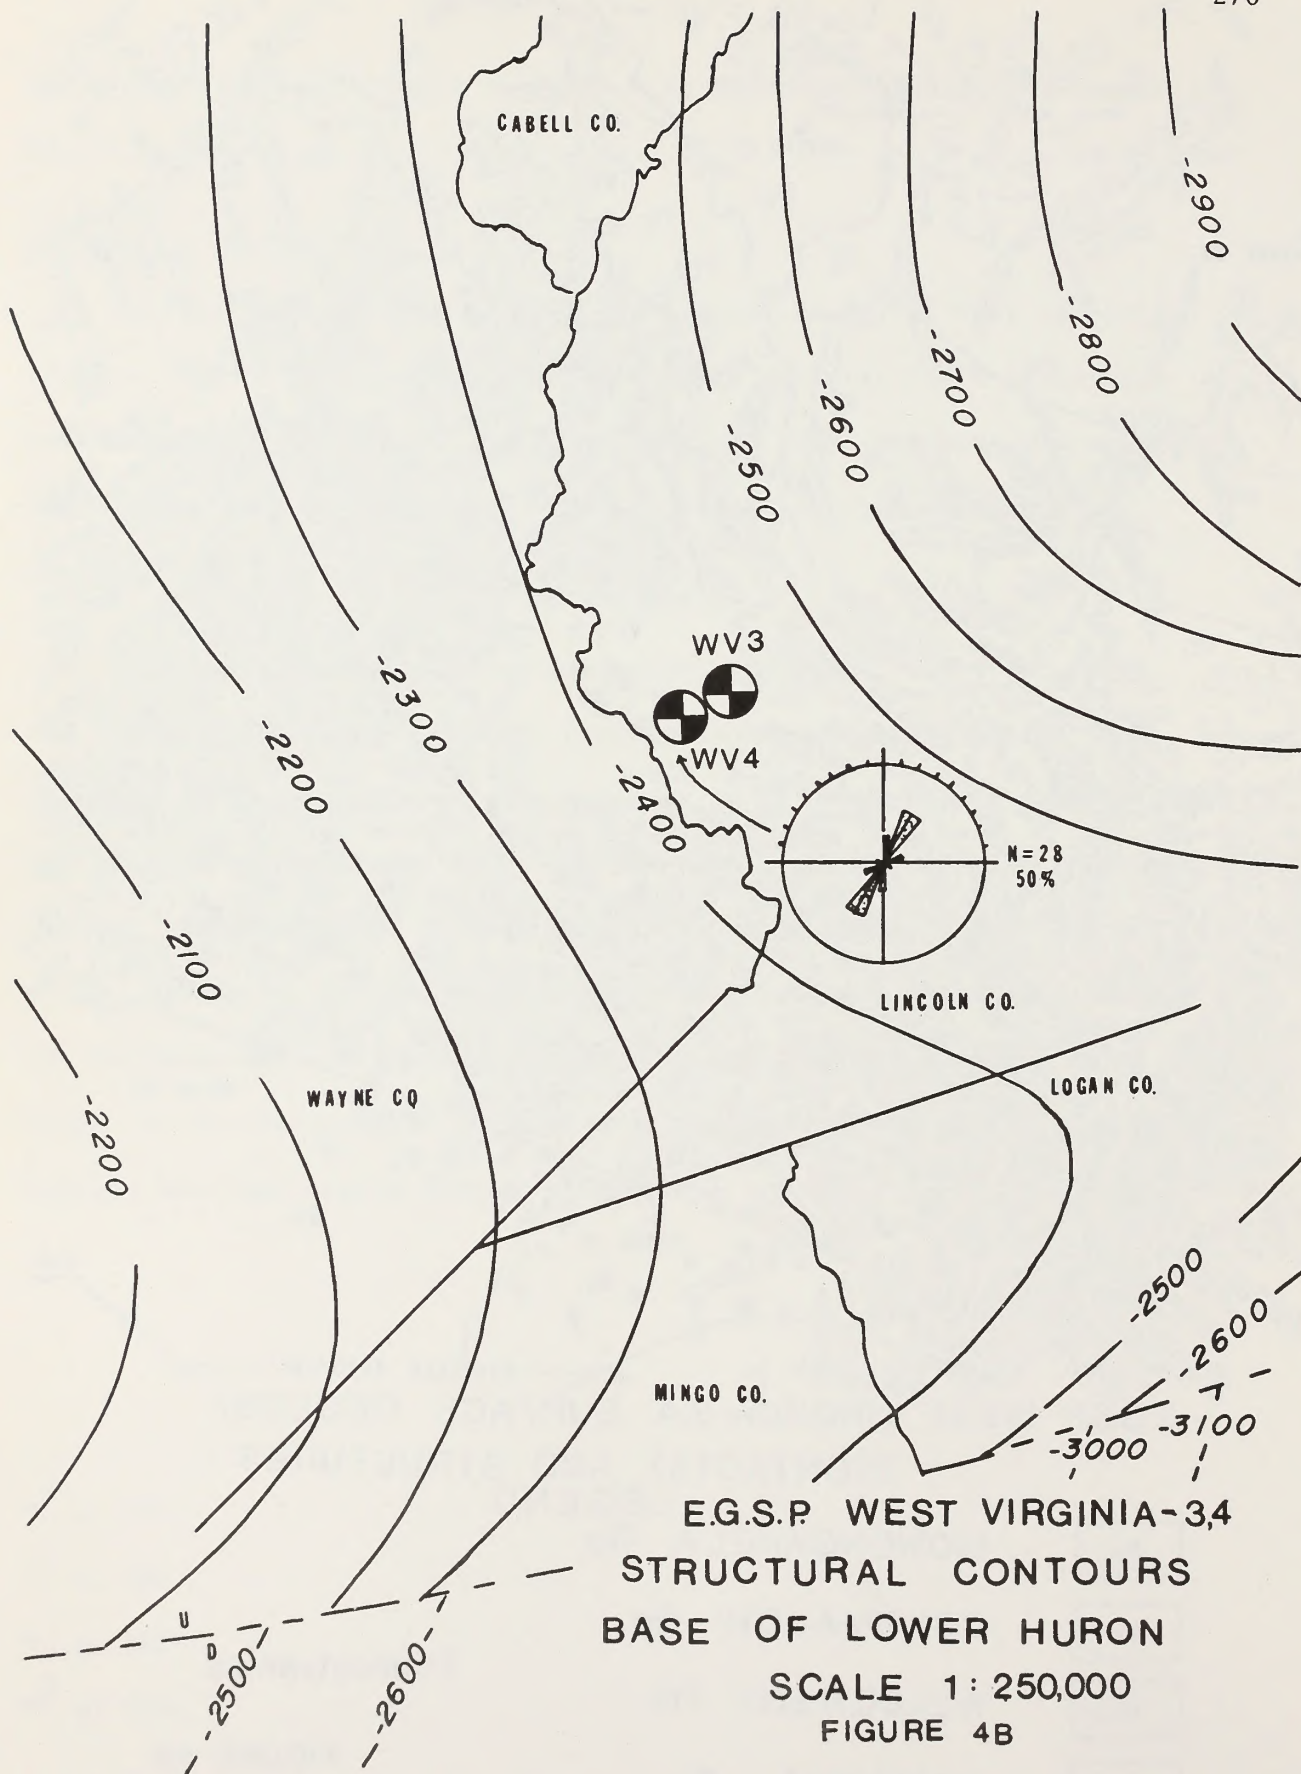 CABELL CO.
-2900
-2800
-2700
-2600
-2500
WV3
-2300
-2200
WV4
-2400
N=28
50%
-2100
LINCOLN CO.
LOGAN CO.
WAYNE CO
-2200
-2500
-2600
MINGO CO.
-3100
-3000
E.G.S.P. WEST VIRGINIA-3,4
STRUCTURAL CONTOURS
BASE OF LOWER HURON
SCALE 1: 250,000
FIGURE 4B
U
D
-2500
-2600